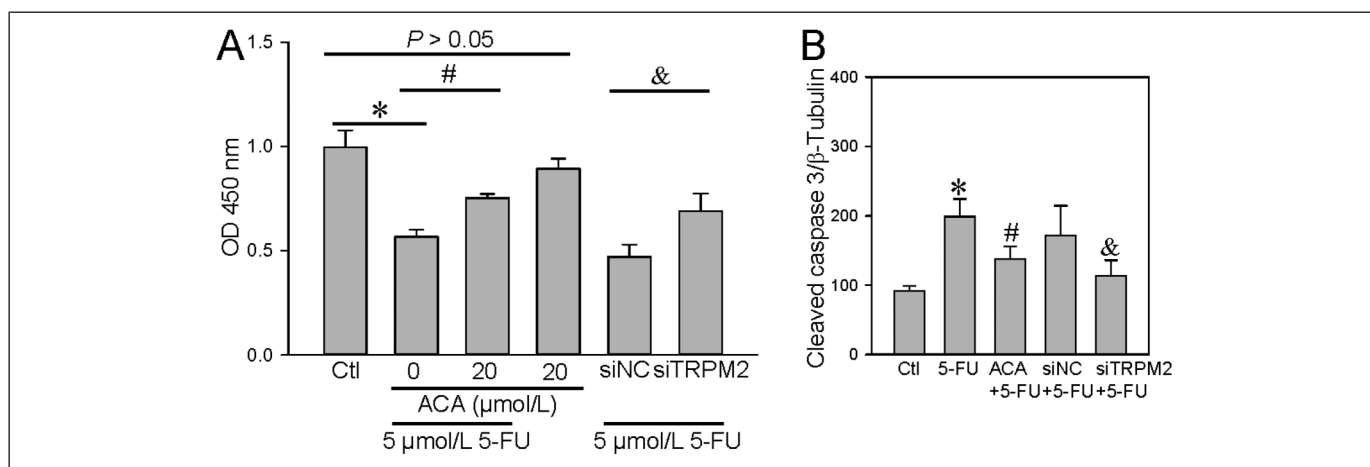 A
P > 0.05
#
&
*
OD 450 nm
1.5
1.0
0.5
0.0
Ctl 0 20 20 siNC siTRPM2
ACA (μmol/L)
5 μmol/L 5-FU 5 μmol/L 5-FU
B
Cleaved caspase 3/β-Tubulin
400
300
200
100
0
*
#
&
Ctl 5-FU ACA siNC siTRPM2
+5-FU +5-FU +5-FU